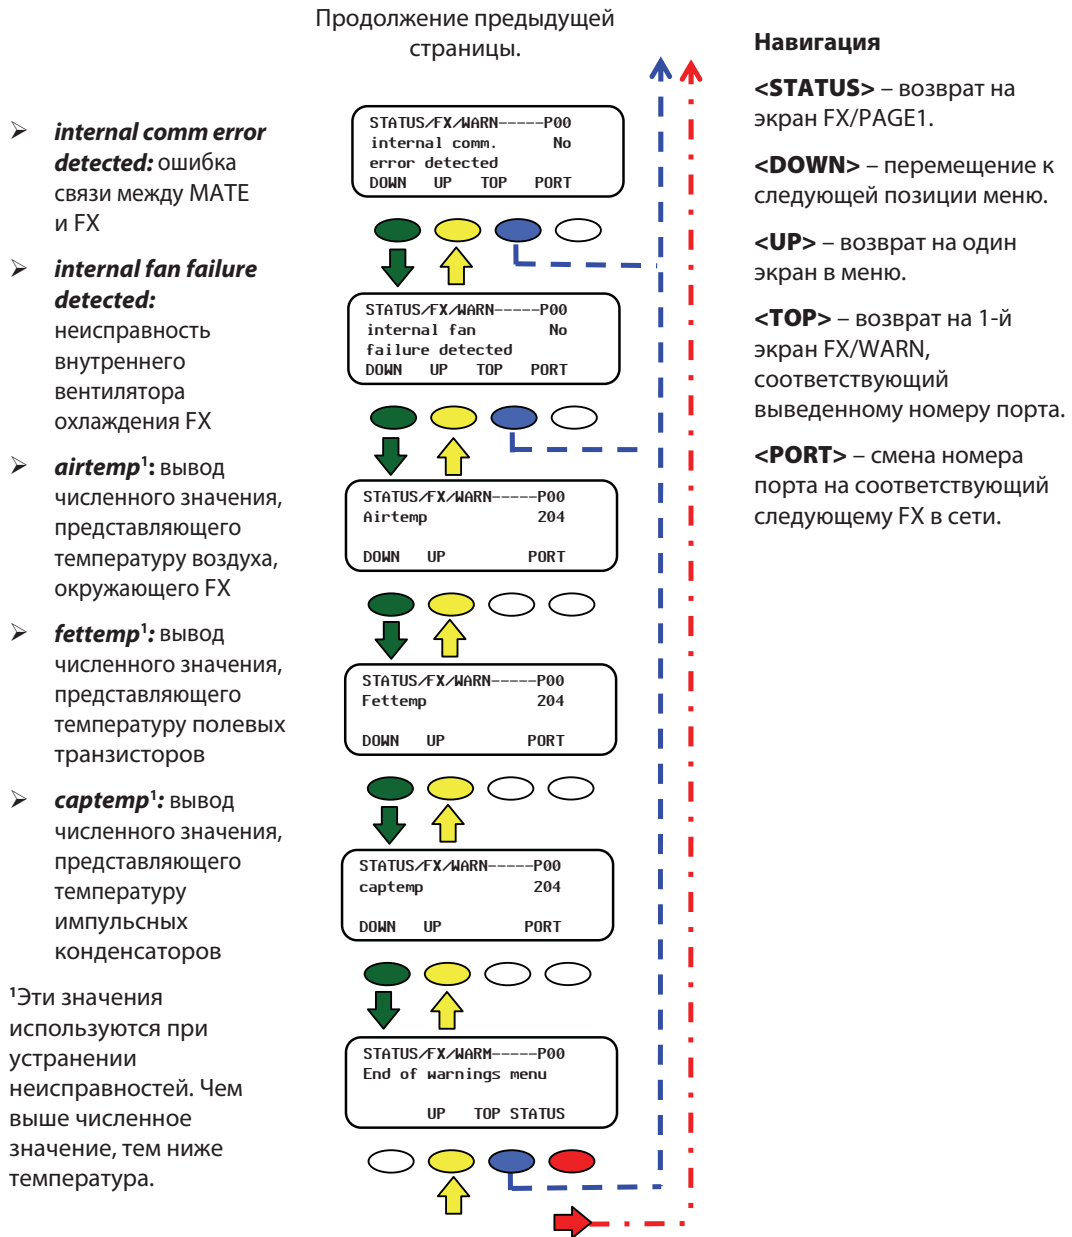 Продолжение предыдущей
страницы.
➢ internal comm error
detected: ошибка
связи между MATE
и FX
➢ internal fan failure
detected:
неисправность
внутреннего
вентилятора
охлаждения FX
➢ airtemp¹: вывод
численного значения,
представляющего
температуру воздуха,
окружающего FX
➢ fettemp¹: вывод
численного значения,
представляющего
температуру полевых
транзисторов
➢ captemp¹: вывод
численного значения,
представляющего
температуру
импульсных
конденсаторов
¹Эти значения
используются при
устранении
неисправностей. Чем
выше численное
значение, тем ниже
температура.
STATUS/FX/WARN-----P00
internal comm. No
error detected
DOWN UP TOP PORT
STATUS/FX/WARN-----P00
internal fan No
failure detected
DOWN UP TOP PORT
STATUS/FX/WARN-----P00
Airtemp 204
DOWN UP PORT
STATUS/FX/WARN-----P00
Fettemp 204
DOWN UP PORT
STATUS/FX/WARN-----P00
captemp 204
DOWN UP PORT
STATUS/FX/WARM-----P00
End of warnings menu
UP TOP STATUS
Навигация
<STATUS> – возврат на
экран FX/PAGE1.
<DOWN> – перемещение к
следующей позиции меню.
<UP> – возврат на один
экран в меню.
<TOP> – возврат на 1-й
экран FX/WARN,
соответствующий
выведенному номеру порта.
<PORT> – смена номера
порта на соответствующий
следующему FX в сети.